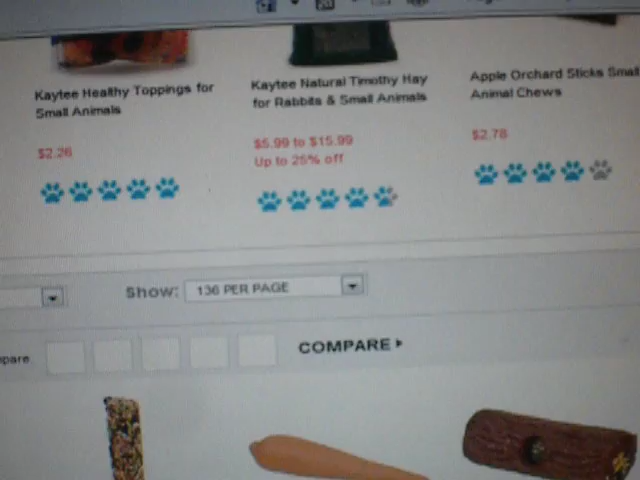 Kaytee Healthy Toppings for
Small Animals
$2.26
Kaytee Natural Timothy Hay
for Rabbits & Small Animals
$5.99 to $15.99
Up to 25% off
Apple Orchard Sticks Small
Animal Chews
$2.78
Show: 136 PER PAGE
pare
COMPARE